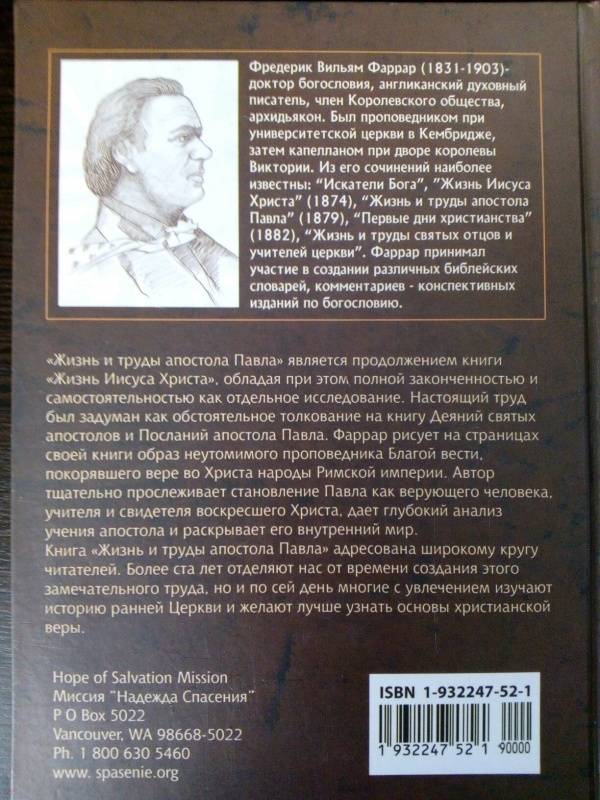 Фредерик Вильям Фаррар (1831-1903)-
доктор богословия, англиканский духовный
писатель, член Королевского общества,
архидьякон. Был проповедником при
университетской церкви в Кембридже,
затем капелланом при дворе королевы
Виктории. Из его сочинений наиболее
известны: "Искатели Бога", "Жизнь Иисуса
Христа" (1874), "Жизнь и труды апостола
Павла" (1879), "Первые дни христианства"
(1882), "Жизнь и труды святых отцов и
учителей церкви". Фаррар принимал
участие в создании различных библейских
словарей, комментариев - конспективных
изданий по богословию.
«Жизнь и труды апостола Павла» является продолжением книги
«Жизнь Иисуса Христа», обладая при этом полной законченностью и
самостоятельностью как отдельное исследование. Настоящий труд
был задуман как обстоятельное толкование на книгу Деяний святых
апостолов и Посланий апостола Павла. Фаррар рисует на страницах
своей книги образ неутомимого проповедника Благой вести,
покорявшего вере во Христа народы Римской империи. Автор
тщательно прослеживает становление Павла как верующего человека,
учителя и свидетеля воскресшего Христа, дает глубокий анализ
учения апостола и раскрывает его внутренний мир.
Книга «Жизнь и труды апостола Павла» адресована широкому кругу
читателей. Более ста лет отделяют нас от времени создания этого
замечательного труда, но и по сей день многие с увлечением изучают
историю ранней Церкви и желают лучше узнать основы христианской
веры.
Hope of Salvation Mission
Миссия "Надежда Спасения"
P O Box 5022
Vancouver, WA 98668-5022
Ph. 1 800 630 5460
www. spasenie.org
ISBN 1-932247-52-1
1 932247 52 1 90000